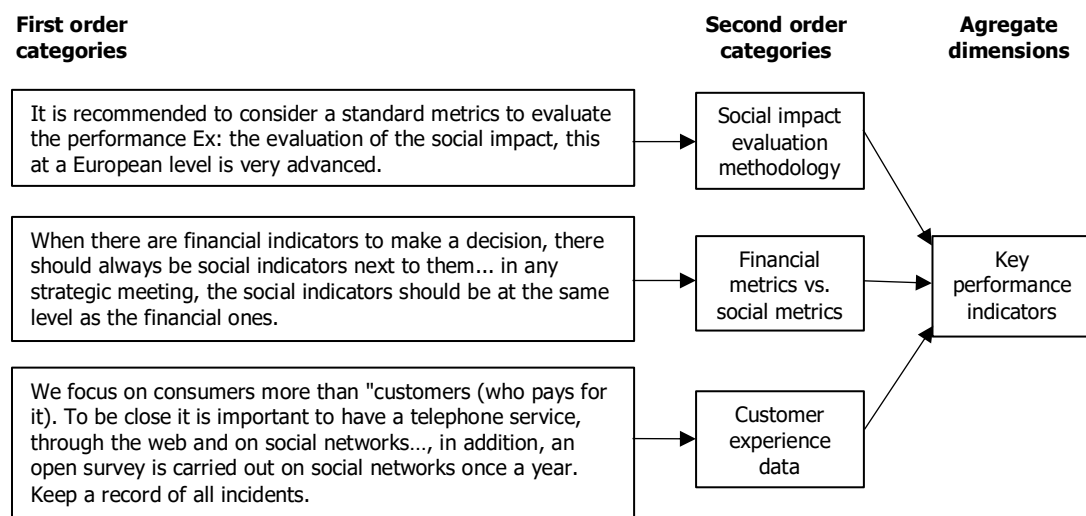 First order
categories
Second order
categories
Agregate
dimensions
It is recommended to consider a standard metrics to evaluate
the performance Ex: the evaluation of the social impact, this
at a European level is very advanced.
Social impact
evaluation
methodology
When there are financial indicators to make a decision, there
should always be social indicators next to them... in any
strategic meeting, the social indicators should be at the same
level as the financial ones.
Financial
metrics vs.
social metrics
Key
performance
indicators
We focus on consumers more than "customers (who pays for
it). To be close it is important to have a telephone service,
through the web and on social networks…, in addition, an
open survey is carried out on social networks once a year.
Keep a record of all incidents.
Customer
experience
data